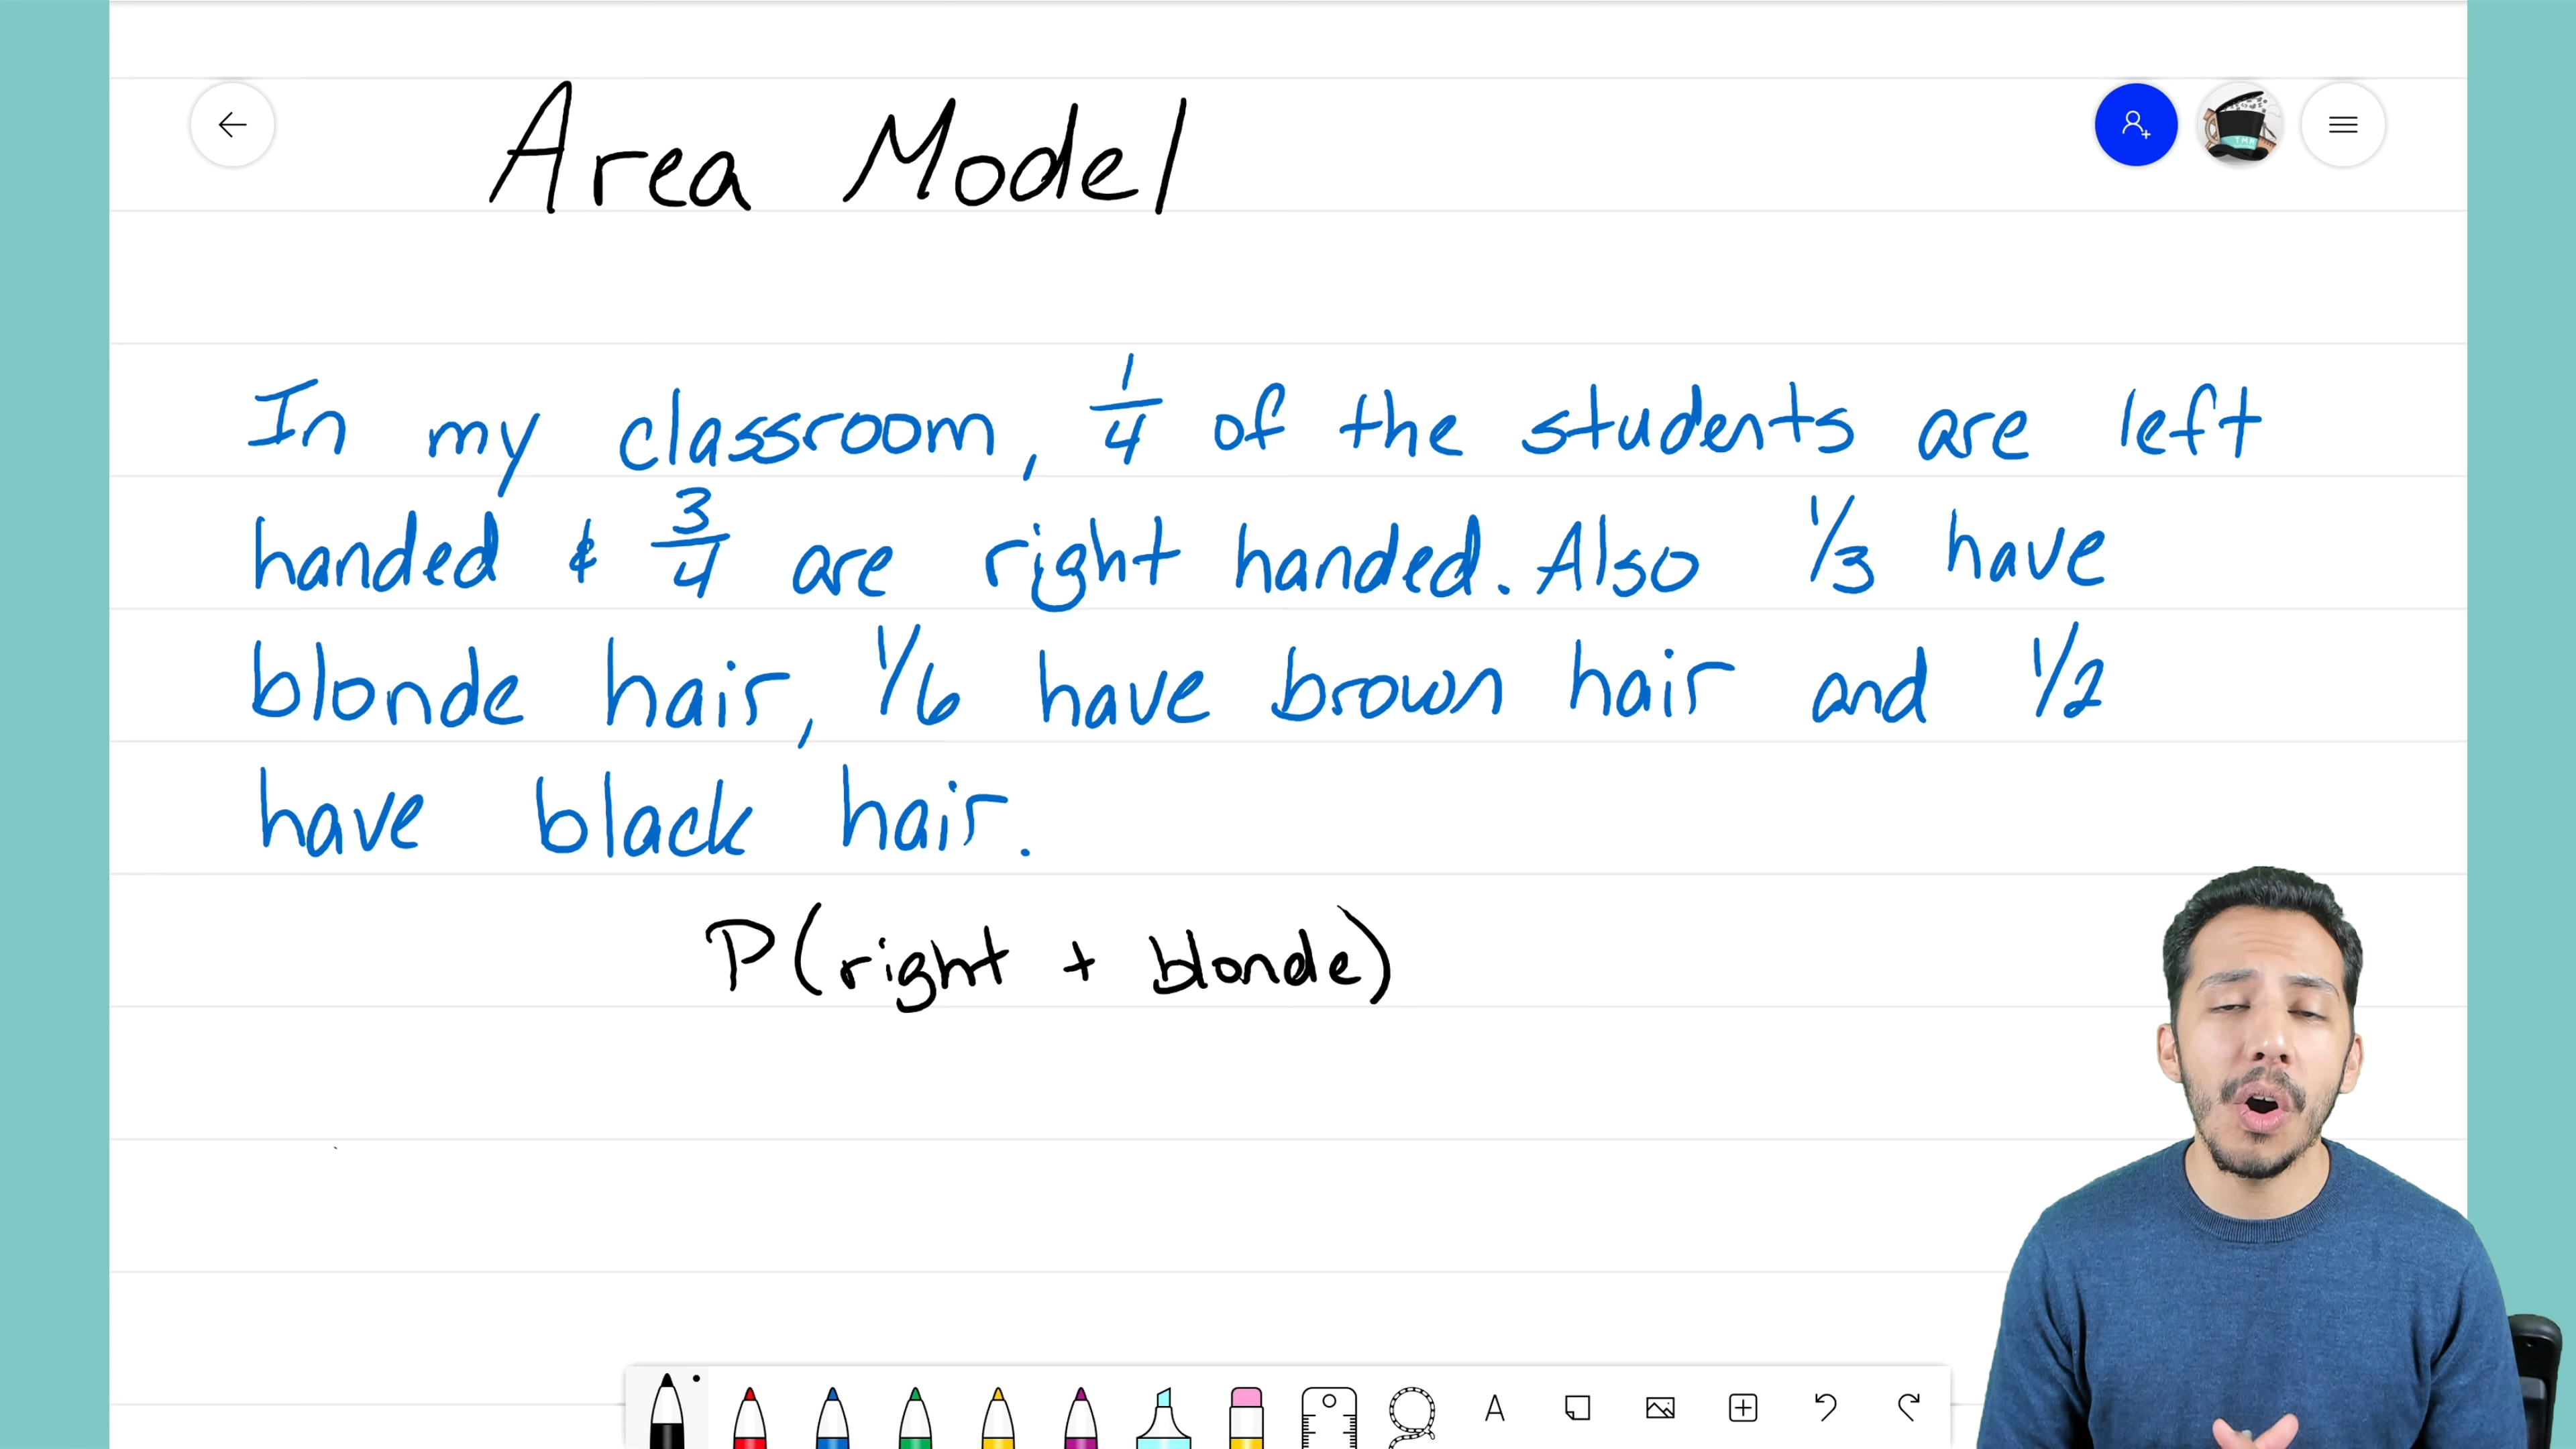 Area Model
In my classroom, 1/4 of the students are left
handed & 3/4 are right handed. Also 1/3 have
blonde hair, 1/6 have brown hair and 1/2
have black hair.
P(right + blonde)
A